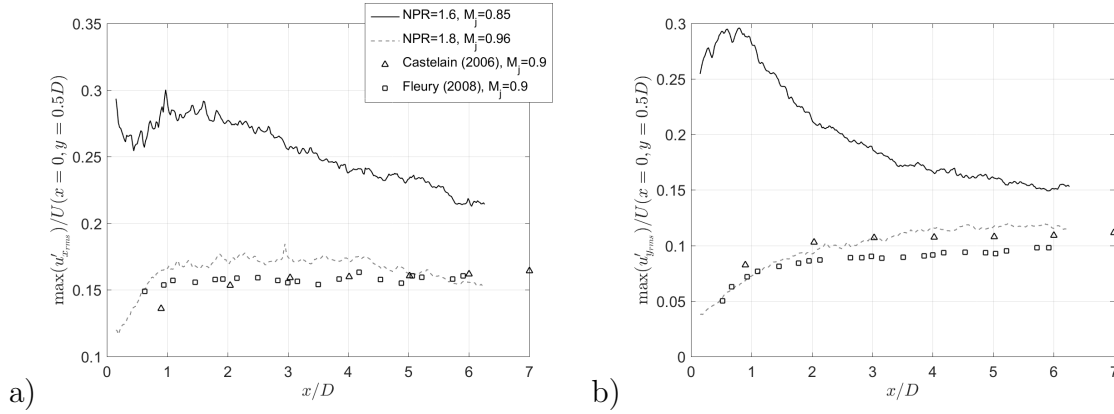 0.35
0.3
0.25
0.2
0.15
0.1
0 1 2 3 4 5 6 7
x/D
max(u'_{x_{rms}})/U(x = 0, y = 0.5D)
NPR=1.6, M_j=0.85
NPR=1.8, M_j=0.96
Castelain (2006), M_j=0.9
Fleury (2008), M_j=0.9
a)
0.3
0.25
0.2
0.15
0.1
0.05
0
0 1 2 3 4 5 6 7
x/D
max(u'_{y_{rms}})/U(x = 0, y = 0.5D)
b)